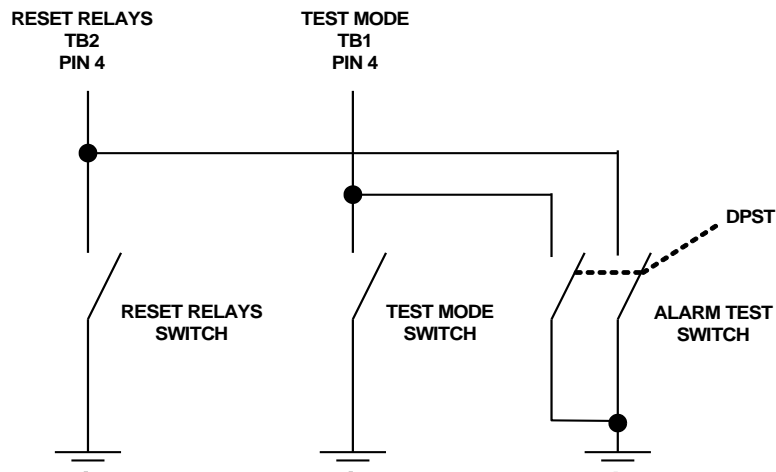 RESET RELAYS
TB2
PIN 4
TEST MODE
TB1
PIN 4
DPST
RESET RELAYS
SWITCH
TEST MODE
SWITCH
ALARM TEST
SWITCH